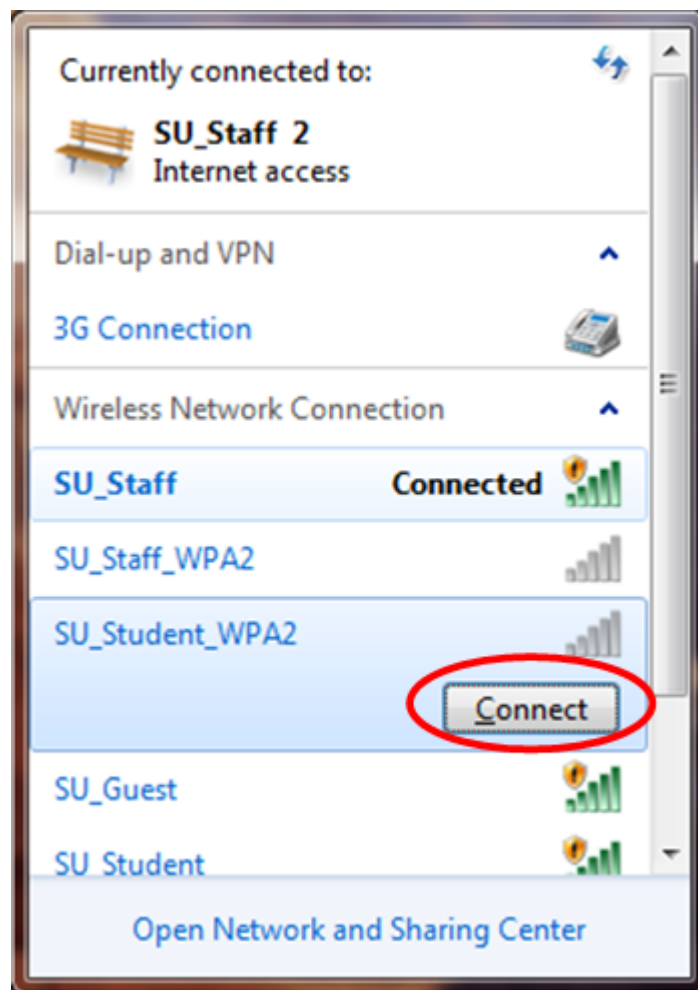 Currently connected to:
SU_Staff 2
Internet access
Dial-up and VPN
3G Connection
Wireless Network Connection
SU_Staff Connected
SU_Staff_WPA2
SU_Student_WPA2
Connect
SU_Guest
SU_Student
Open Network and Sharing Center